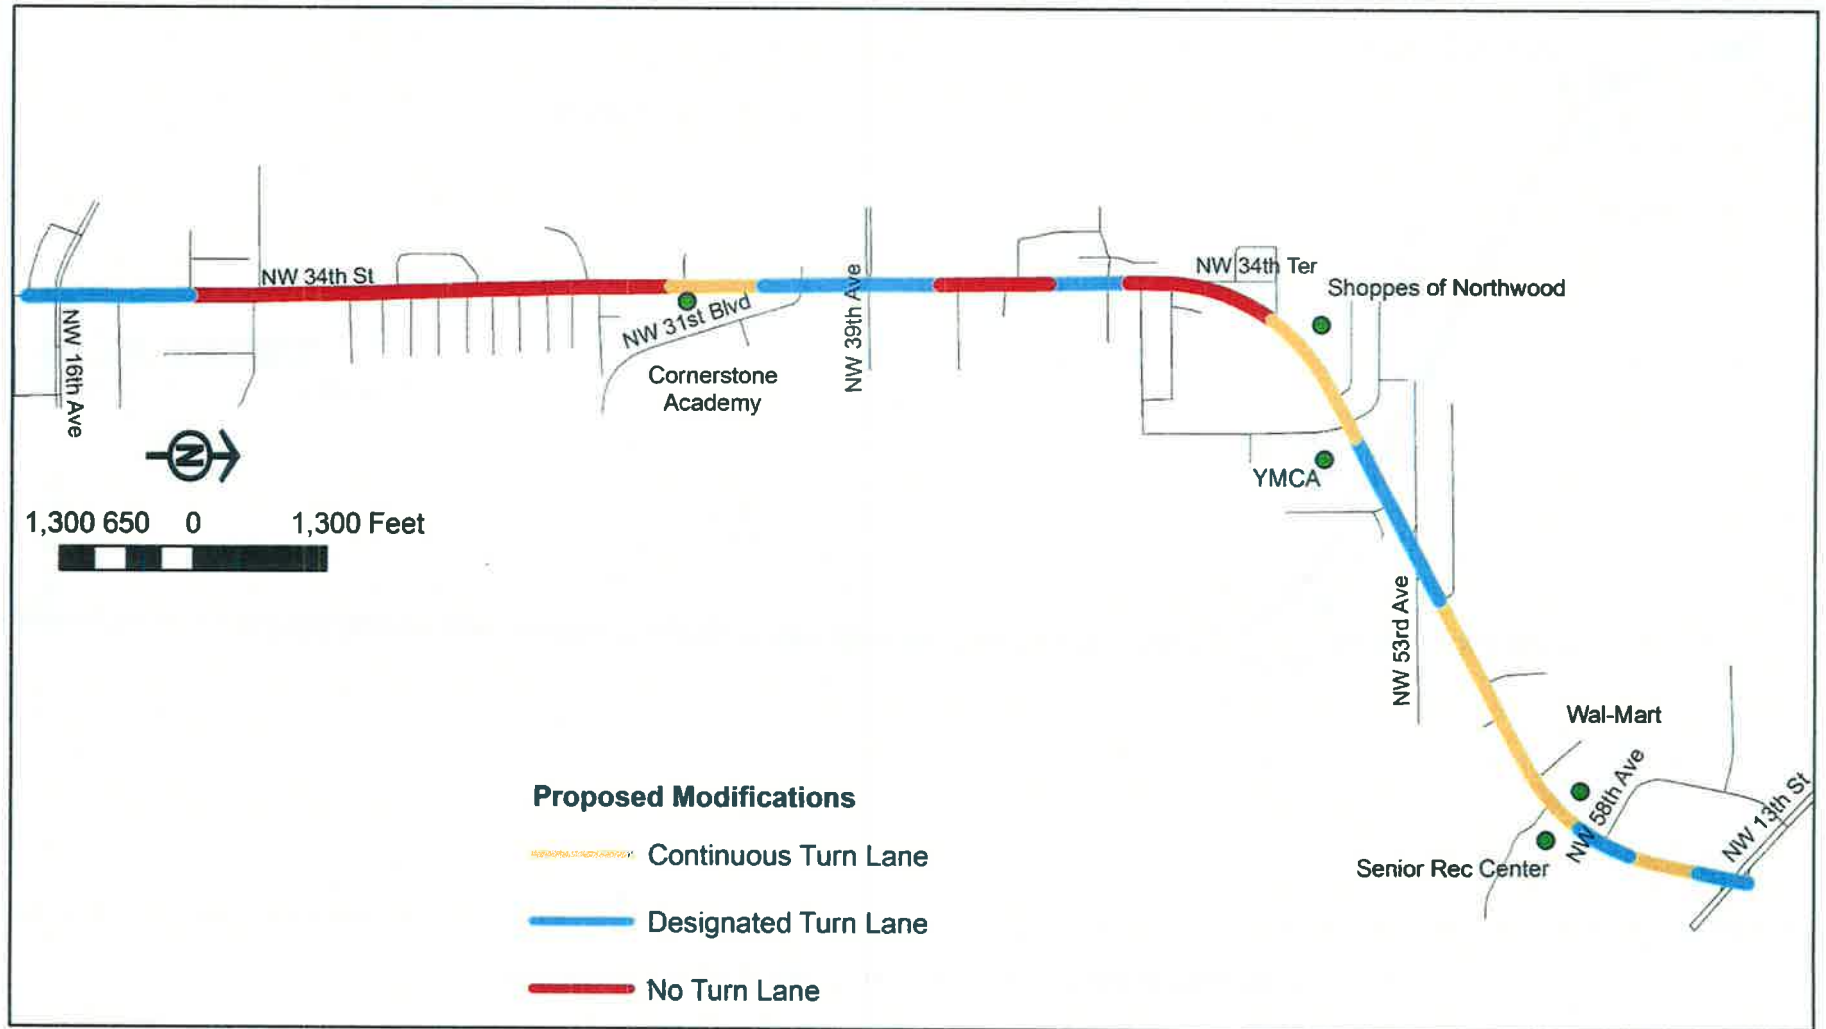 NW 34th St
NW 16th Ave
NW 31st Blvd
Cornerstone
Academy
NW 39th Ave
NW 34th Ter
Shoppes of Northwood
YMCA
NW 53rd Ave
Wal-Mart
NW 58th Ave
NW 13th St
Senior Rec Center
N
1,300 650 0 1,300 Feet
Proposed Modifications
Continuous Turn Lane
Designated Turn Lane
No Turn Lane